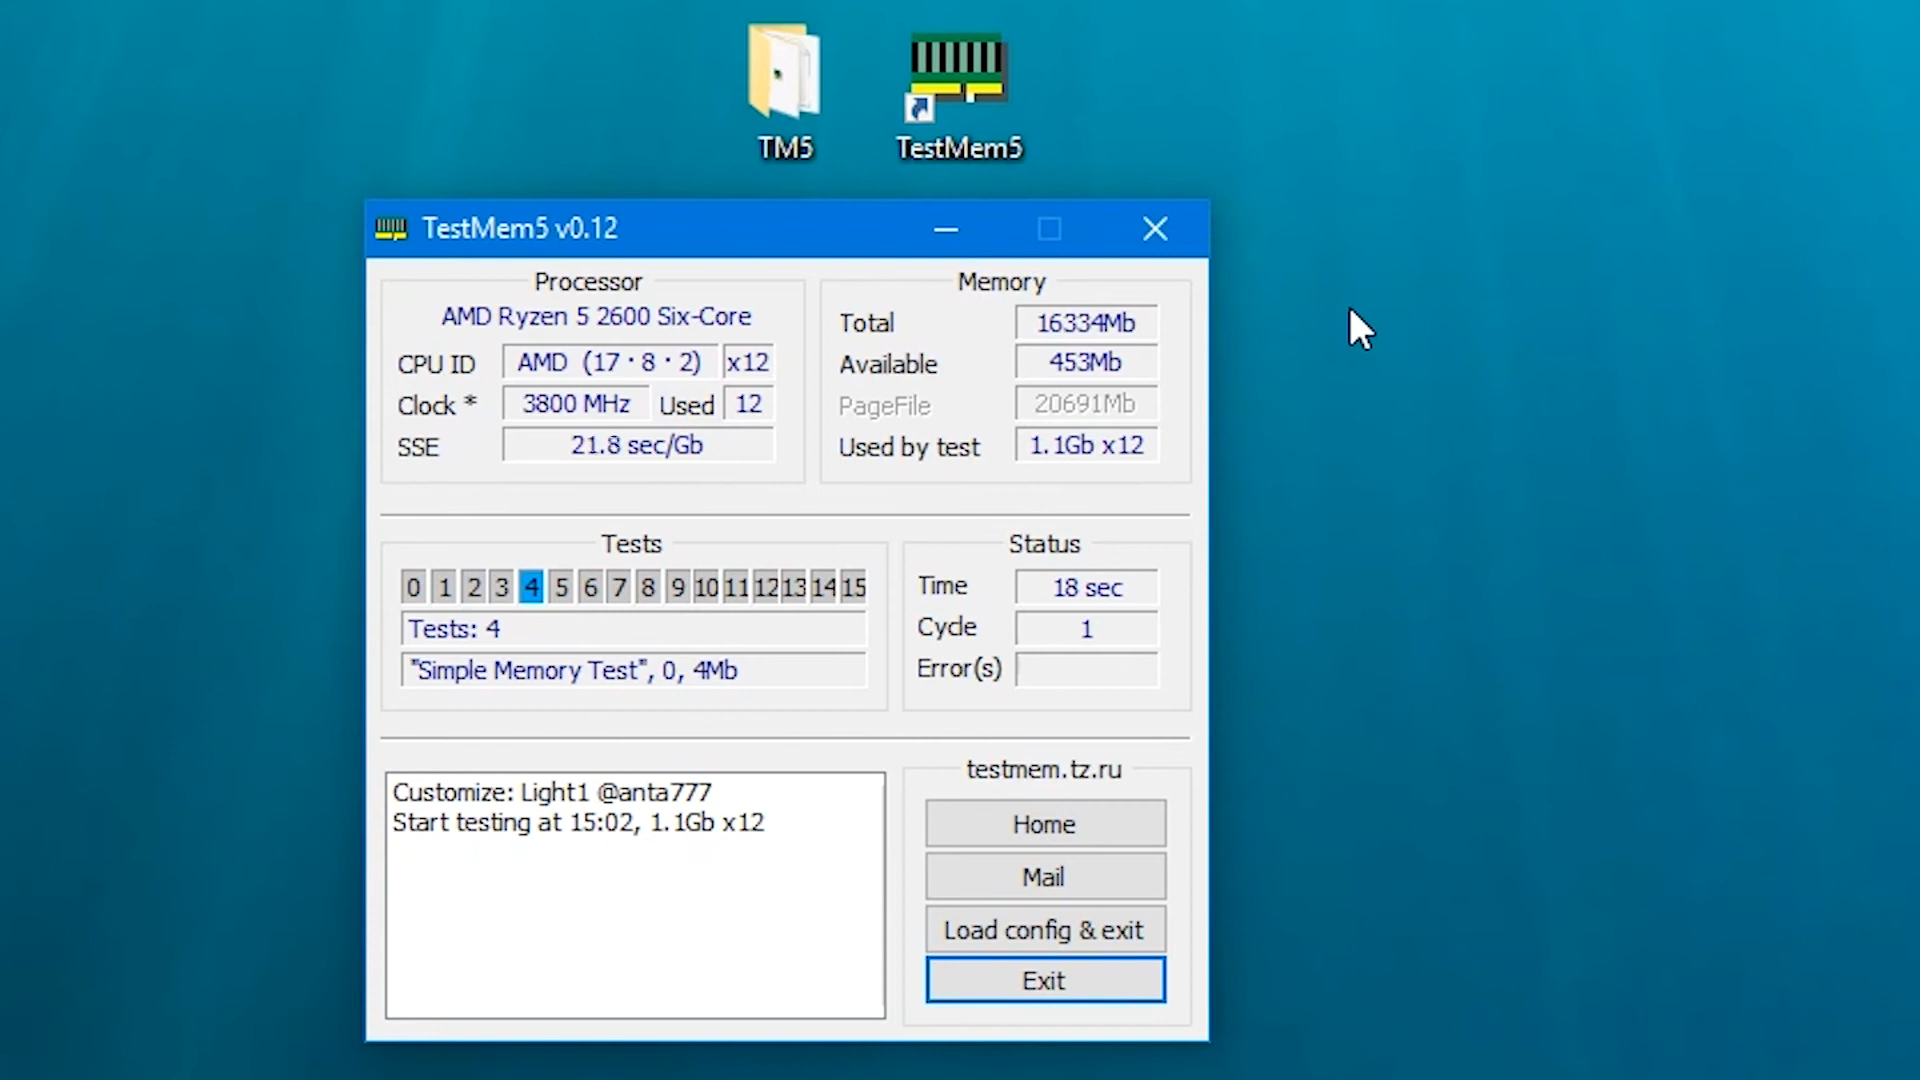 TM5
TestMem5
TestMem5 v0.12
Processor
AMD Ryzen 5 2600 Six-Core
CPU ID AMD (17 · 8 · 2) x12
Clock * 3800 MHz Used 12
SSE 21.8 sec/Gb
Memory
Total 16334Mb
Available 453Mb
PageFile 20691Mb
Used by test 1.1Gb x12
Tests
0 1 2 3 4 5 6 7 8 9 10 11 12 13 14 15
Tests: 4
"Simple Memory Test", 0, 4Mb
Status
Time 18 sec
Cycle 1
Error(s)
Customize: Light1 @anta777
Start testing at 15:02, 1.1Gb x12
testmem.tz.ru
Home
Mail
Load config & exit
Exit